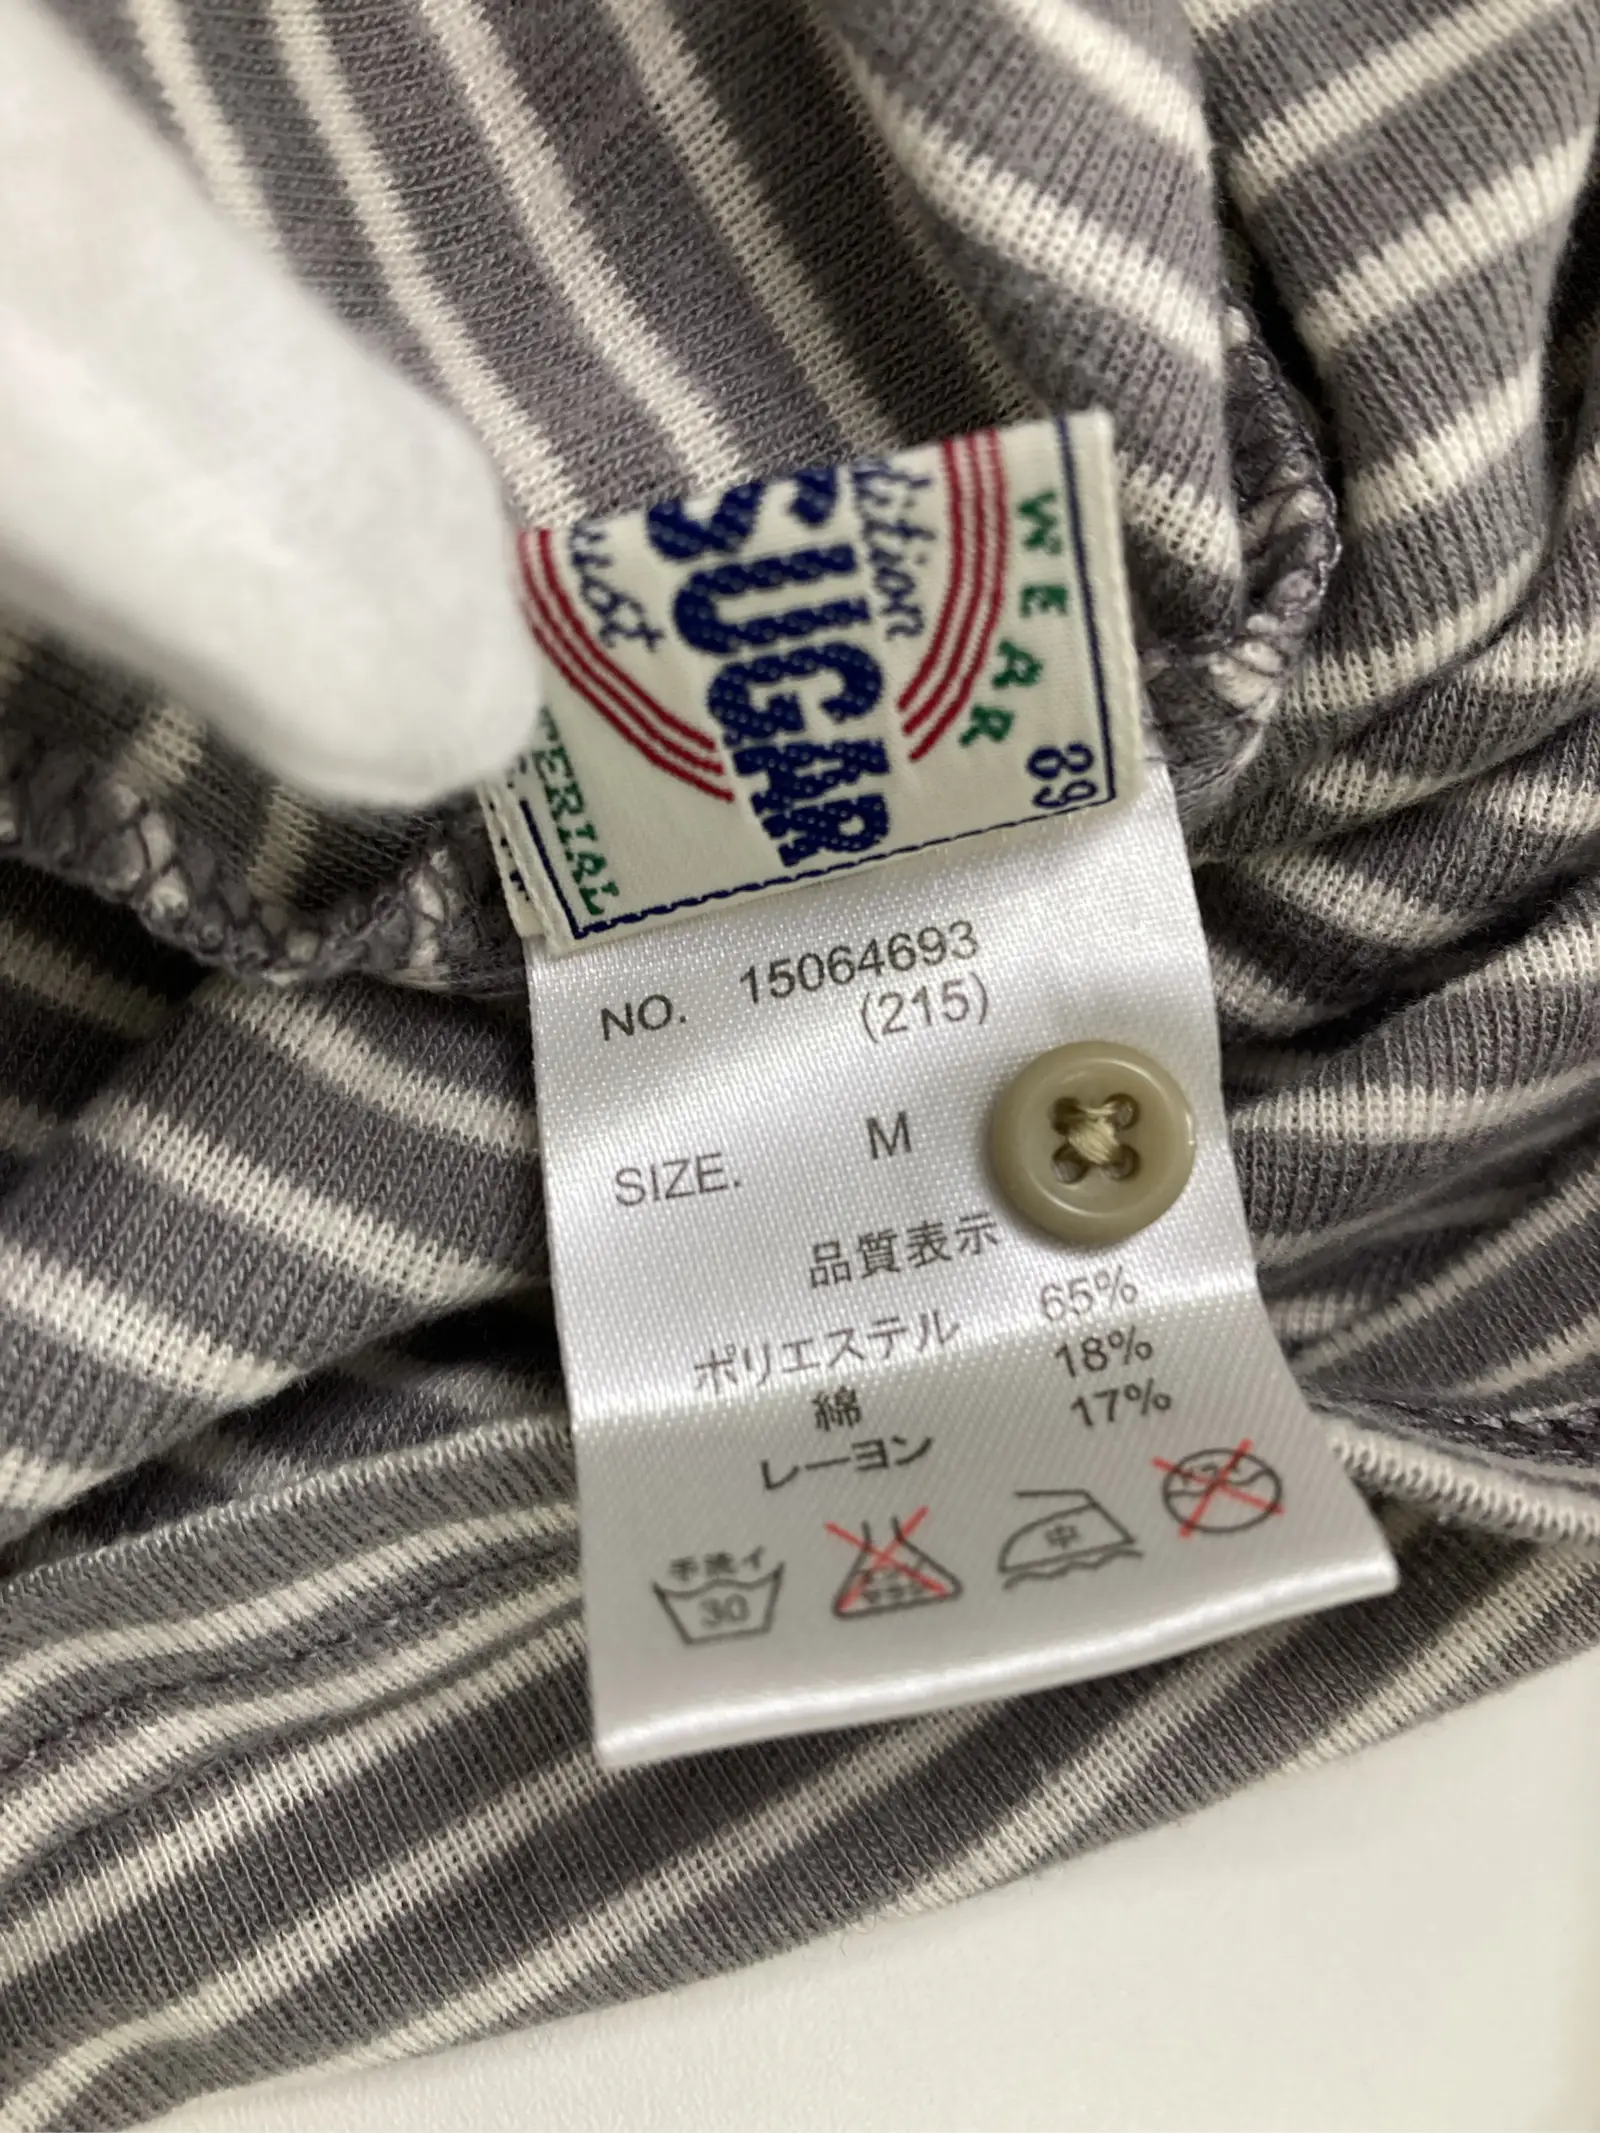 SUGAR
WEAR
89
TERIAL
NO. 15064693
(215)
SIZE. M
品質表示
ポリエステル 65%
綿 18%
レーヨン 17%
手洗イ
30
中